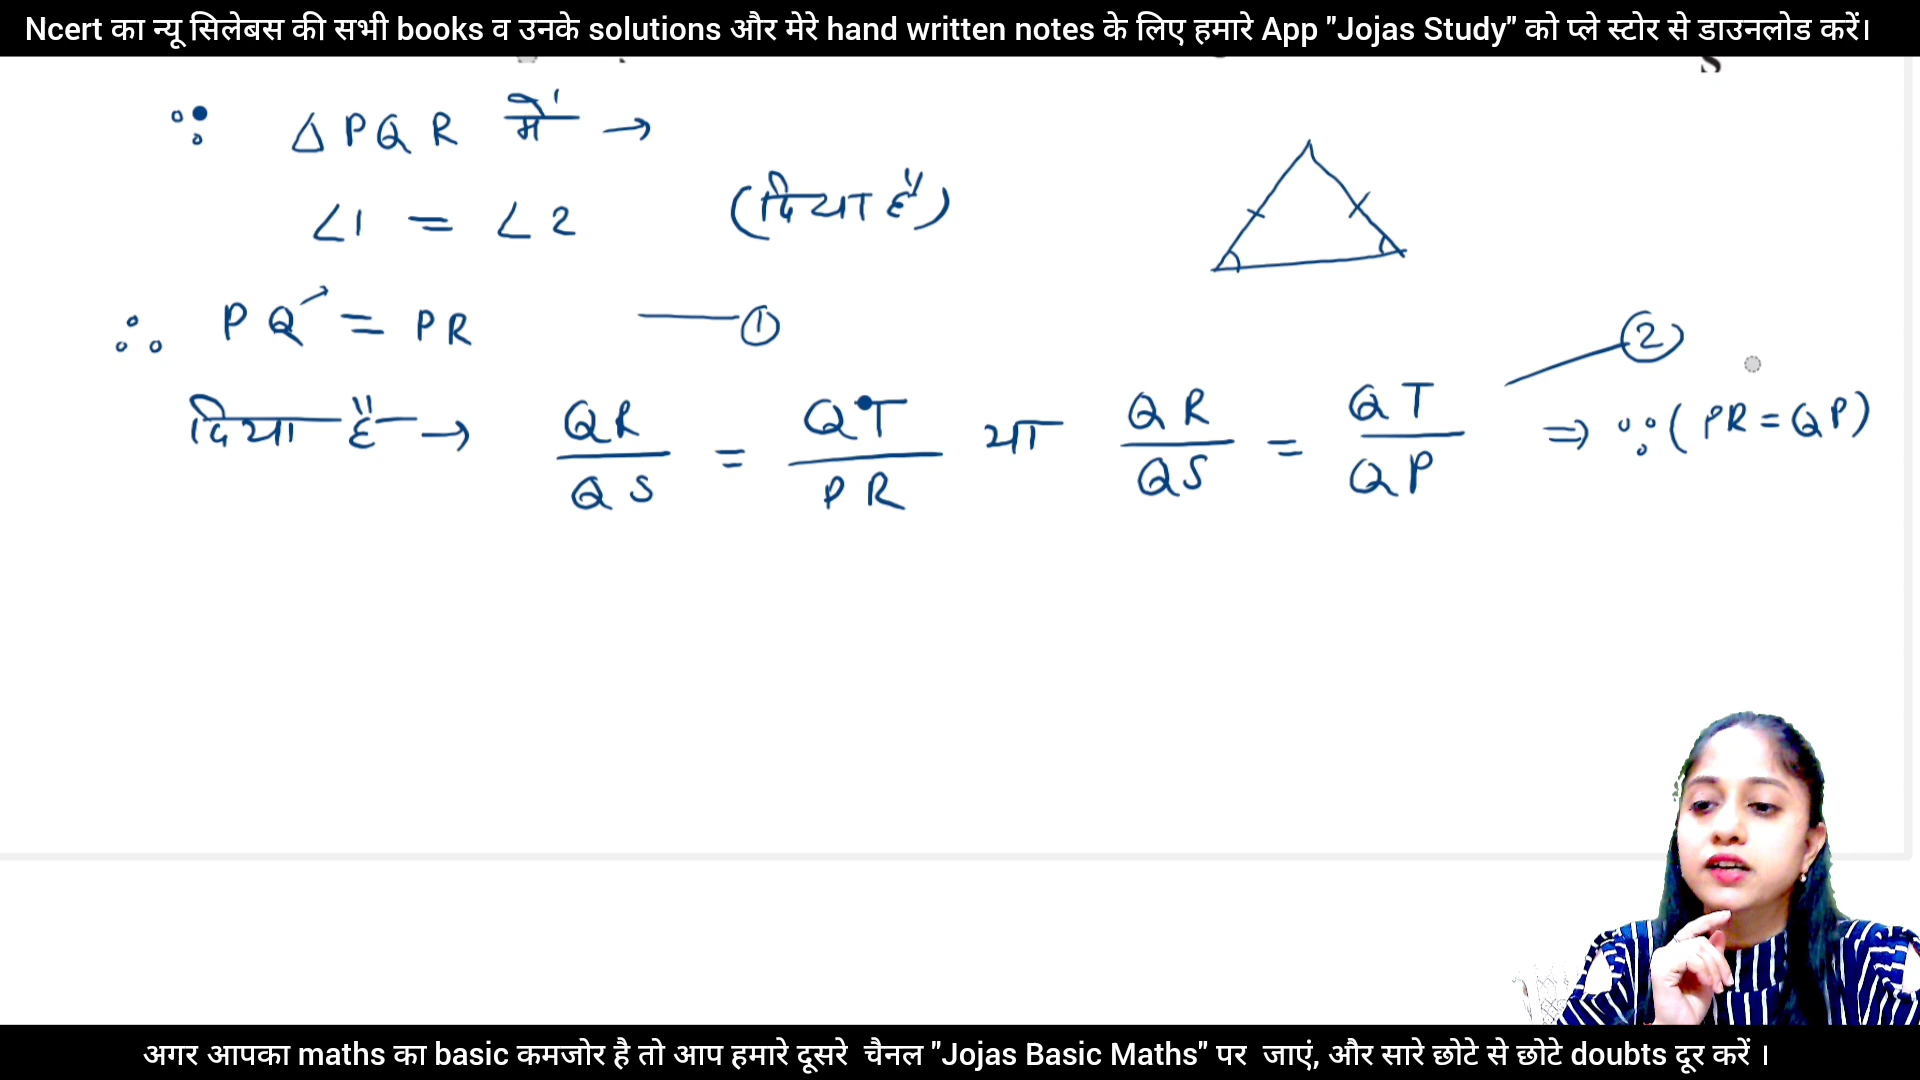 Ncert का न्यू सिलेबस की सभी books व उनके solutions और मेरे hand written notes के लिए हमारे App "Jojas Study" को प्ले स्टोर से डाउनलोड करें।
∵ △PQR में →
∠1 = ∠2 (दिया है)
∴ PQ = PR —— ①
दिया है → QR/QS = QT/PR या QR/QS = QT/QP —— ② ⇒ ∵ (PR = QP)
अगर आपका maths का basic कमजोर है तो आप हमारे दूसरे चैनल "Jojas Basic Maths" पर जाएं, और सारे छोटे से छोटे doubts दूर करें ।